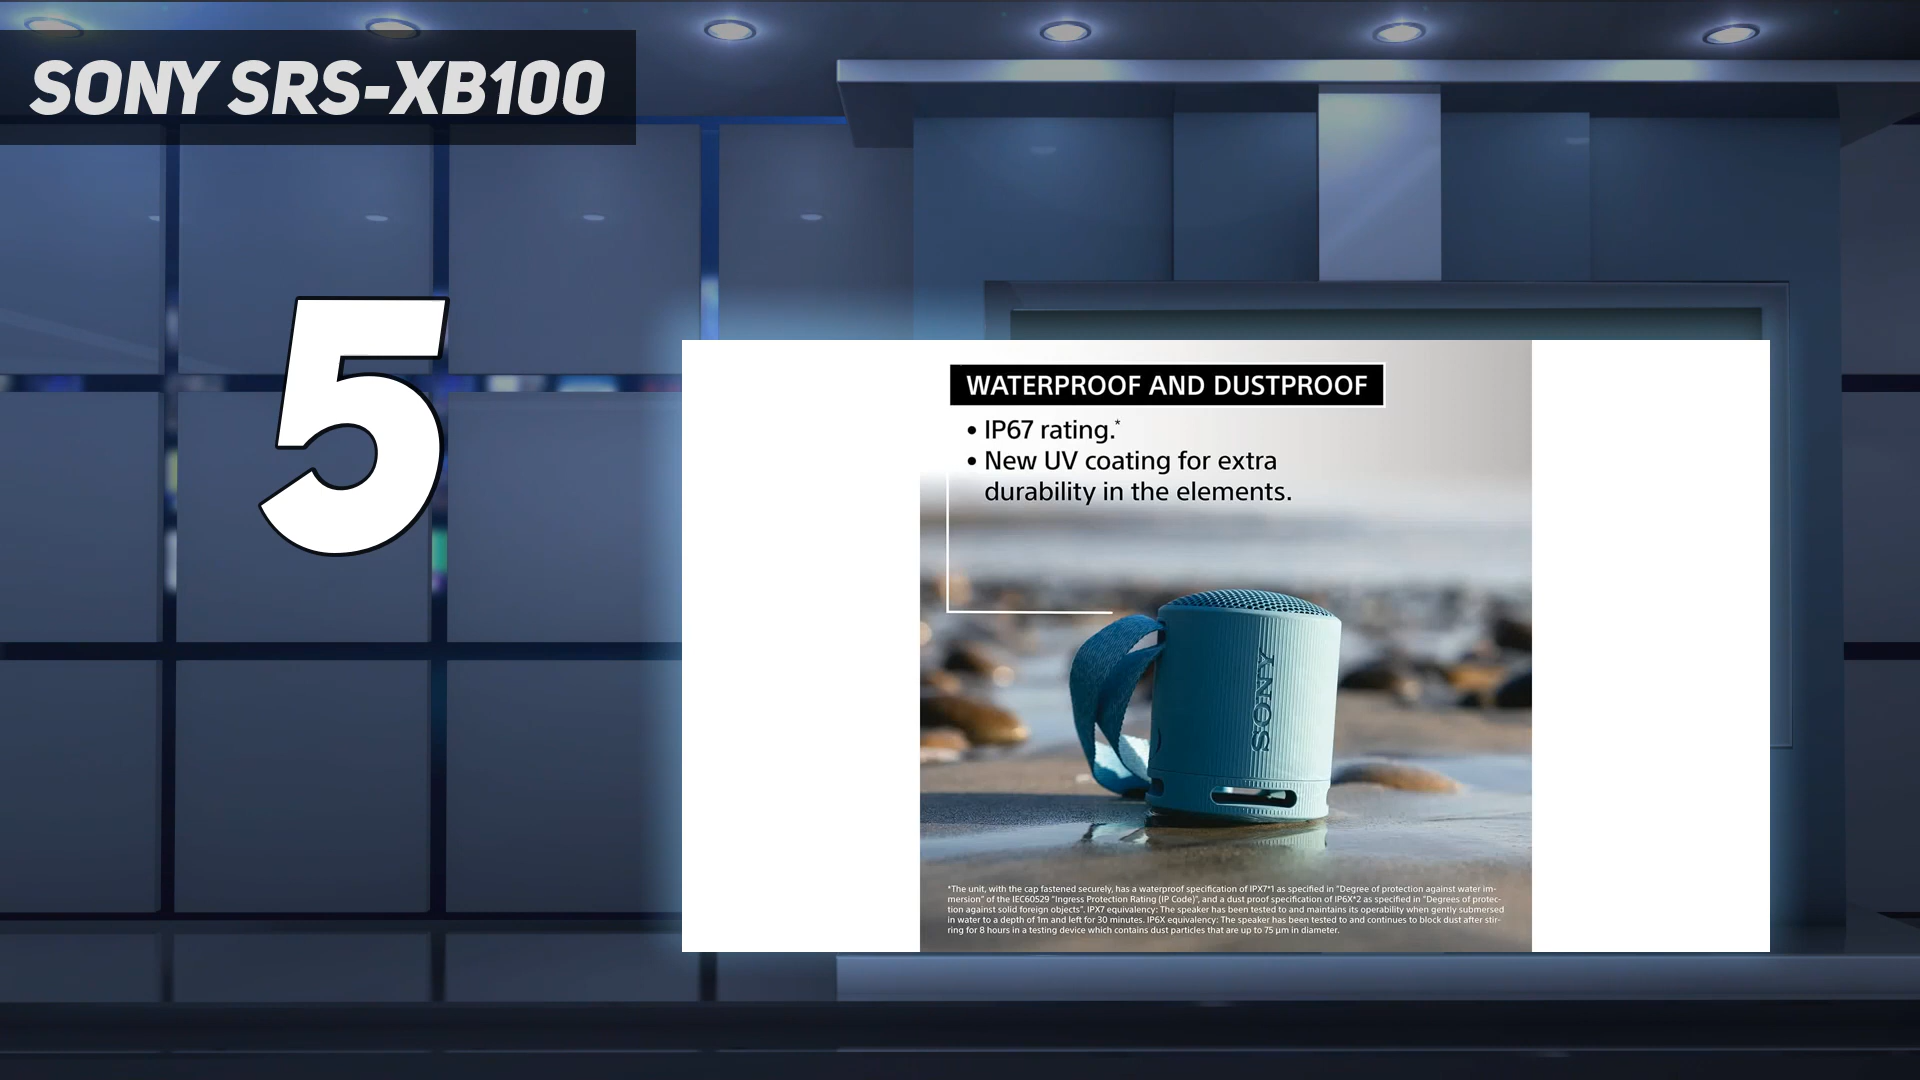 SONY SRS-XB100
5
WATERPROOF AND DUSTPROOF
• IP67 rating.*
• New UV coating for extra
durability in the elements.
SONY
*The unit, with the cap fastened securely, has a waterproof specification of IPX7*1 as specified in "Degree of protection against water im-
mersion" of the IEC60529 "Ingress Protection Rating (IP Code)", and a dust proof specification of IP6X*2 as specified in "Degrees of protec-
tion against solid foreign objects". IPX7 equivalency: The speaker has been tested to and maintains its operability when gently submersed
in water to a depth of 1m and left for 30 minutes. IP6X equivalency: The speaker has been tested to and continues to block dust after stir-
ring for 8 hours in a testing device which contains dust particles that are up to 75 μm in diameter.